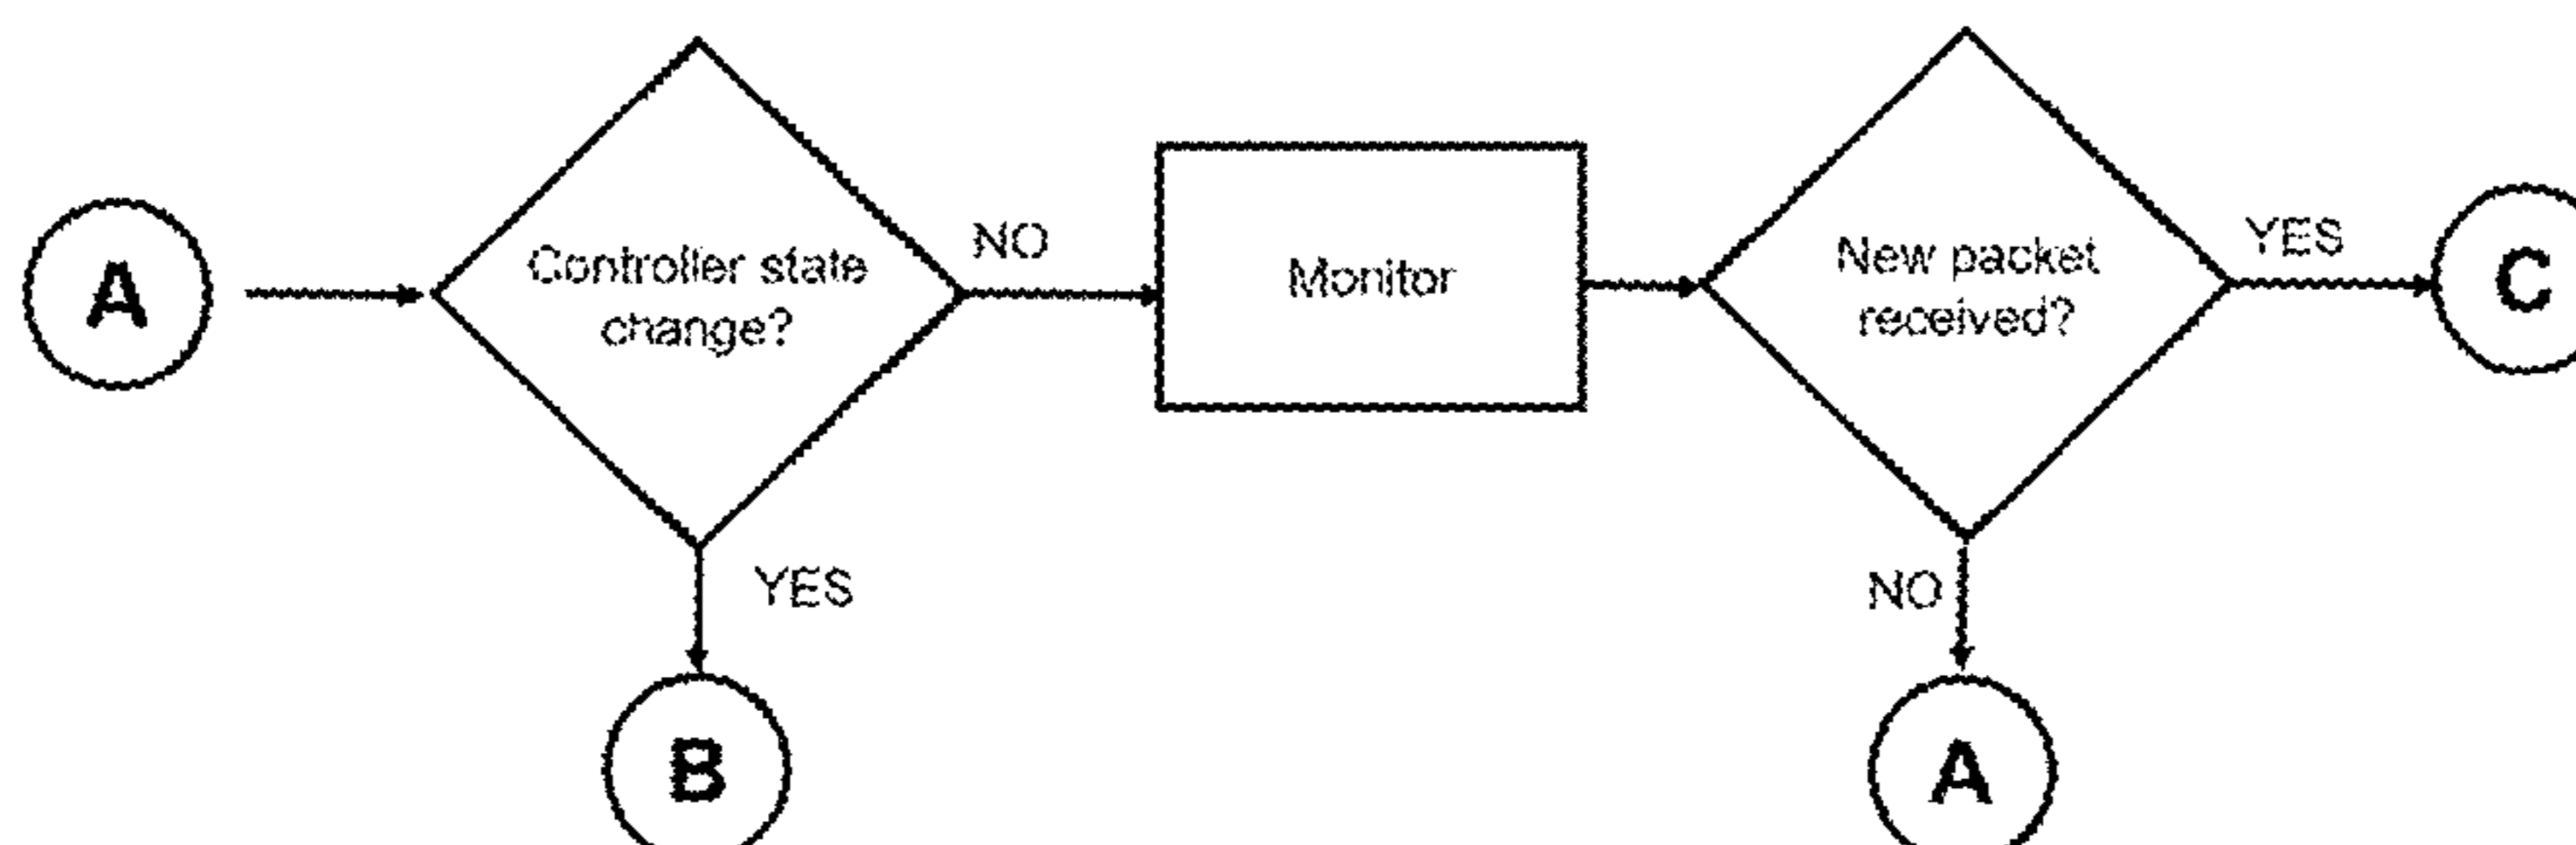 A
Controller state
change?
NO
YES
B
Monitor
New packet
received?
YES
C
NO
A